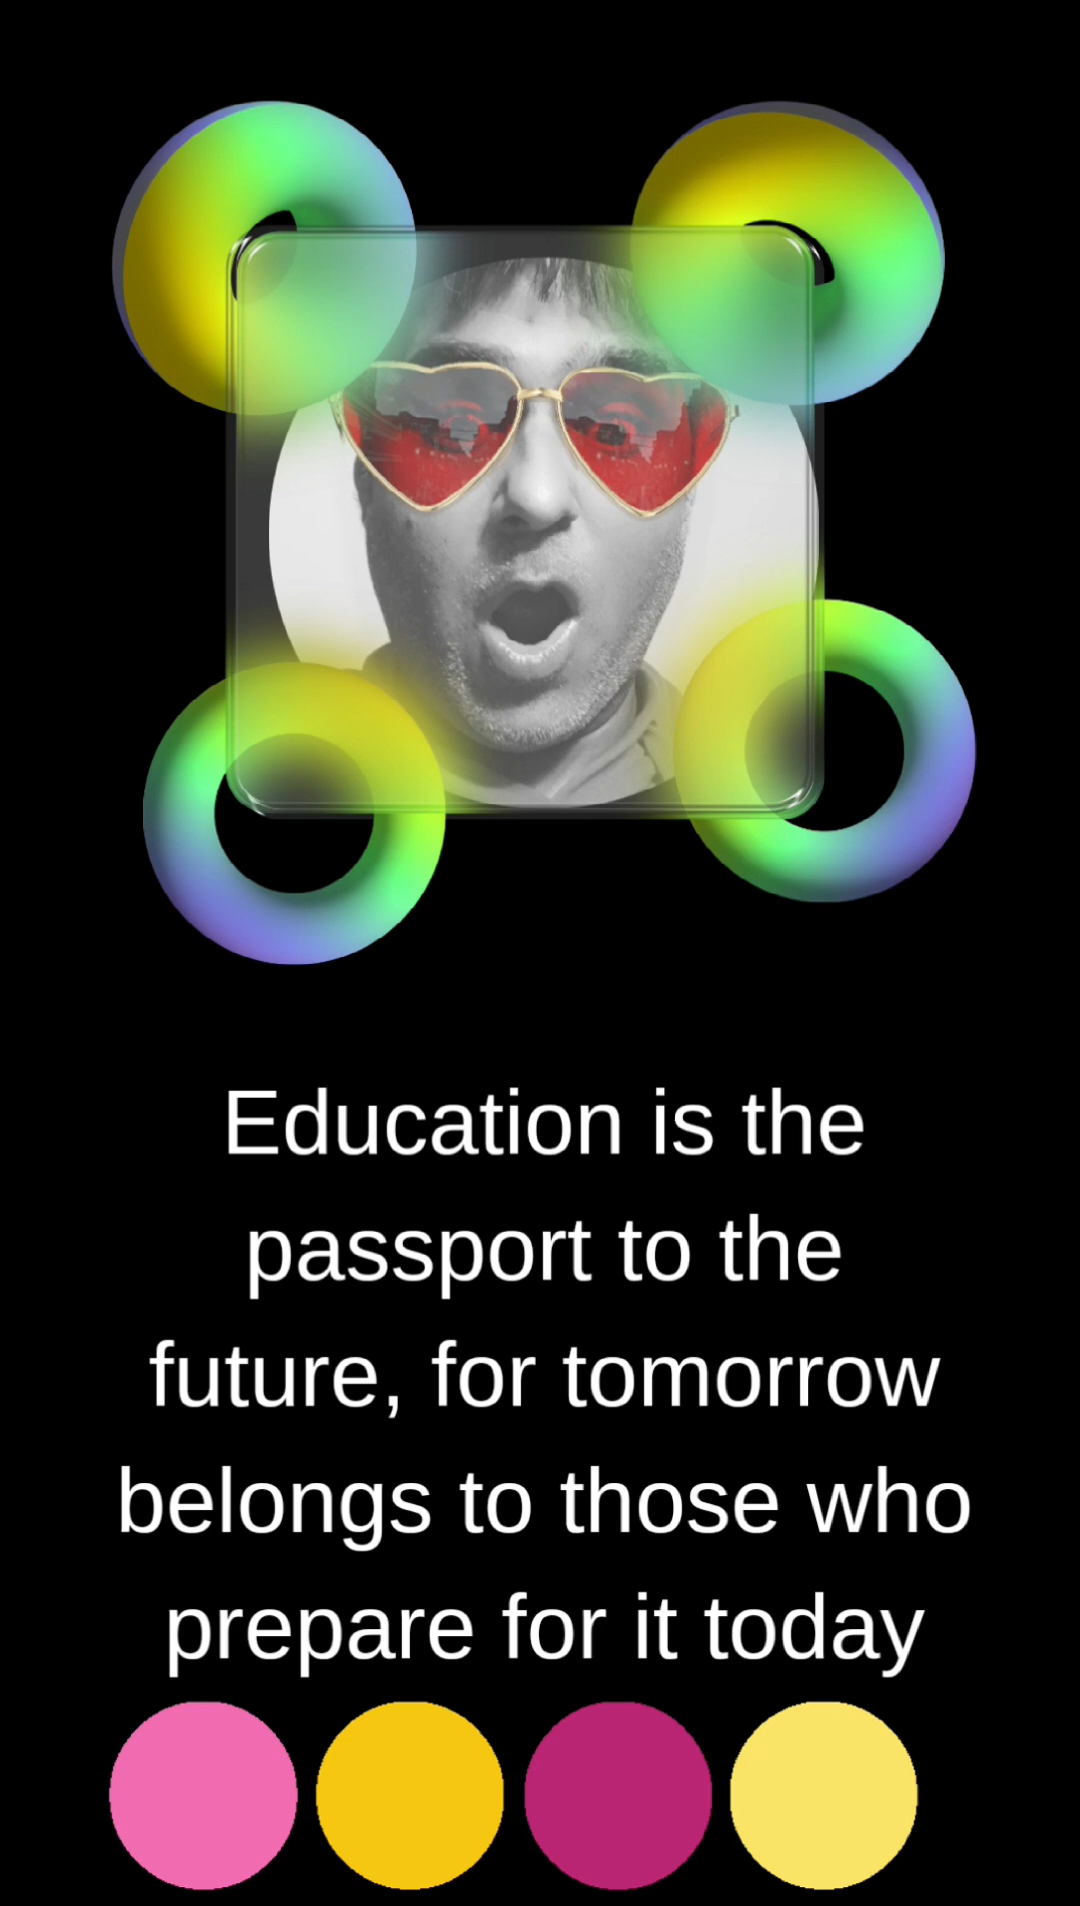 Education is the
passport to the
future, for tomorrow
belongs to those who
prepare for it today